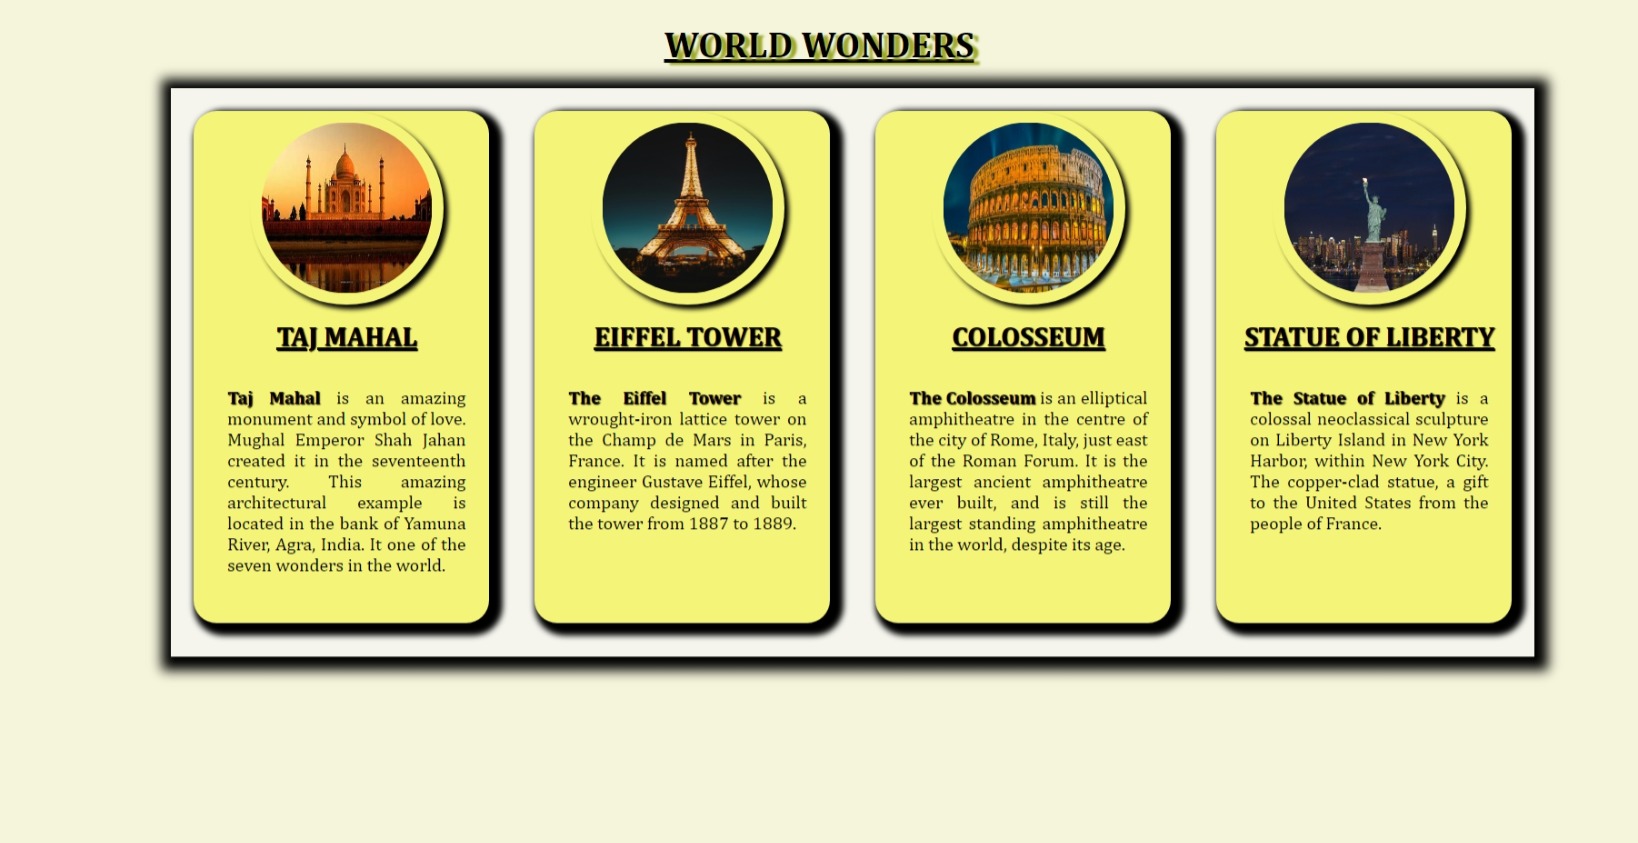 WORLD WONDERS
TAJ MAHAL
Taj Mahal is an amazing
monument and symbol of love.
Mughal Emperor Shah Jahan
created it in the seventeenth
century. This amazing
architectural example is
located in the bank of Yamuna
River, Agra, India. It one of the
seven wonders in the world.
EIFFEL TOWER
The Eiffel Tower is a
wrought-iron lattice tower on
the Champ de Mars in Paris,
France. It is named after the
engineer Gustave Eiffel, whose
company designed and built
the tower from 1887 to 1889.
COLOSSEUM
The Colosseum is an elliptical
amphitheatre in the centre of
the city of Rome, Italy, just east
of the Roman Forum. It is the
largest ancient amphitheatre
ever built, and is still the
largest standing amphitheatre
in the world, despite its age.
STATUE OF LIBERTY
The Statue of Liberty is a
colossal neoclassical sculpture
on Liberty Island in New York
Harbor, within New York City.
The copper-clad statue, a gift
to the United States from the
people of France.